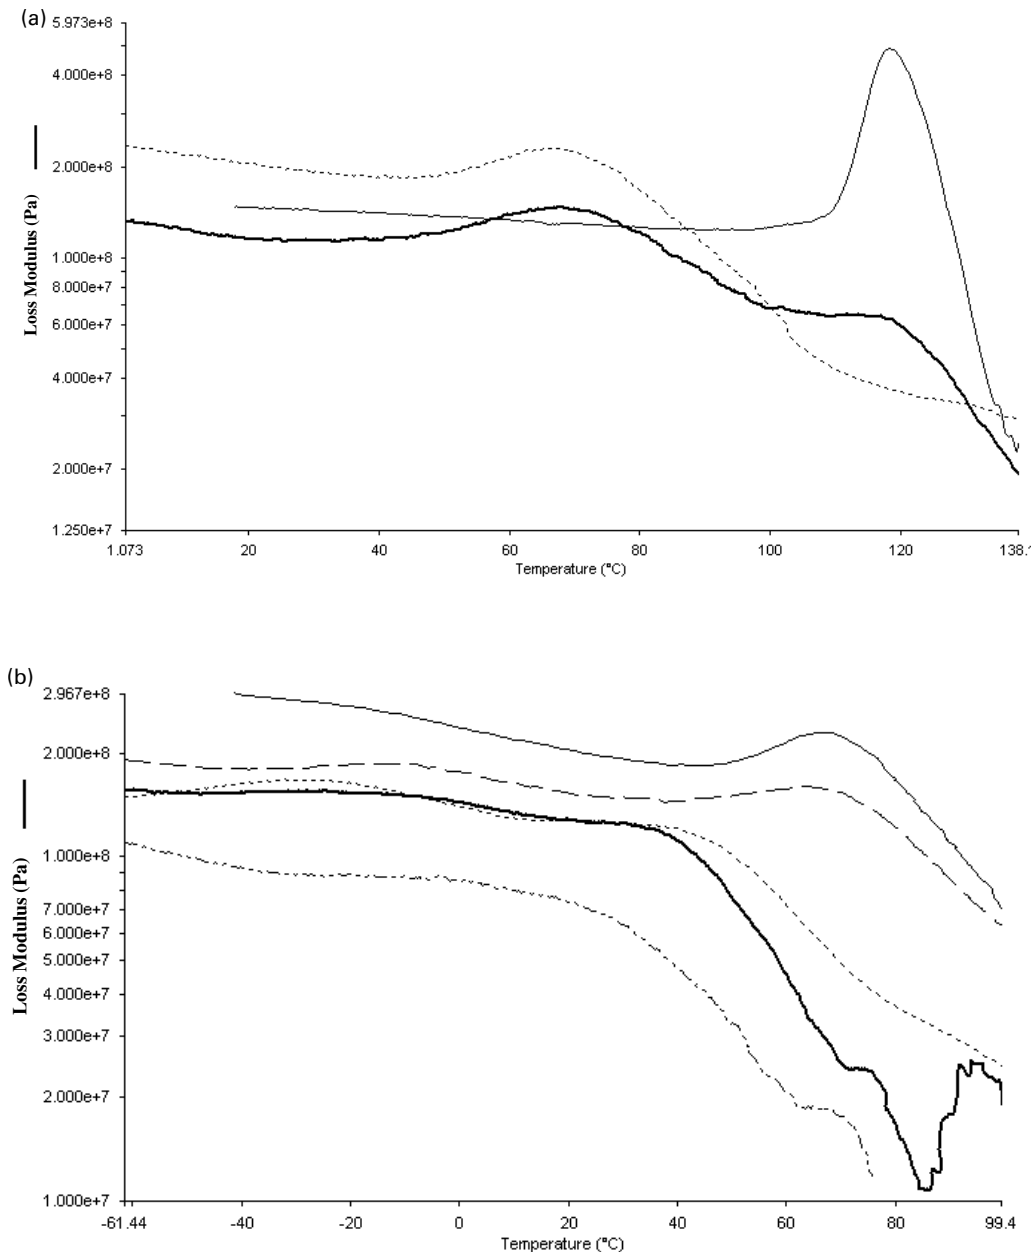 (a)
5.973e+8
4.000e+8
2.000e+8
1.000e+8
8.000e+7
6.000e+7
4.000e+7
2.000e+7
1.250e+7
Loss Modulus (Pa)
1.073 20 40 60 80 100 120 138.1
Temperature (°C)
(b)
2.967e+8
2.000e+8
1.000e+8
7.000e+7
6.000e+7
5.000e+7
4.000e+7
3.000e+7
2.000e+7
1.000e+7
Loss Modulus (Pa)
-61.44 -40 -20 0 20 40 60 80 99.4
Temperature (°C)